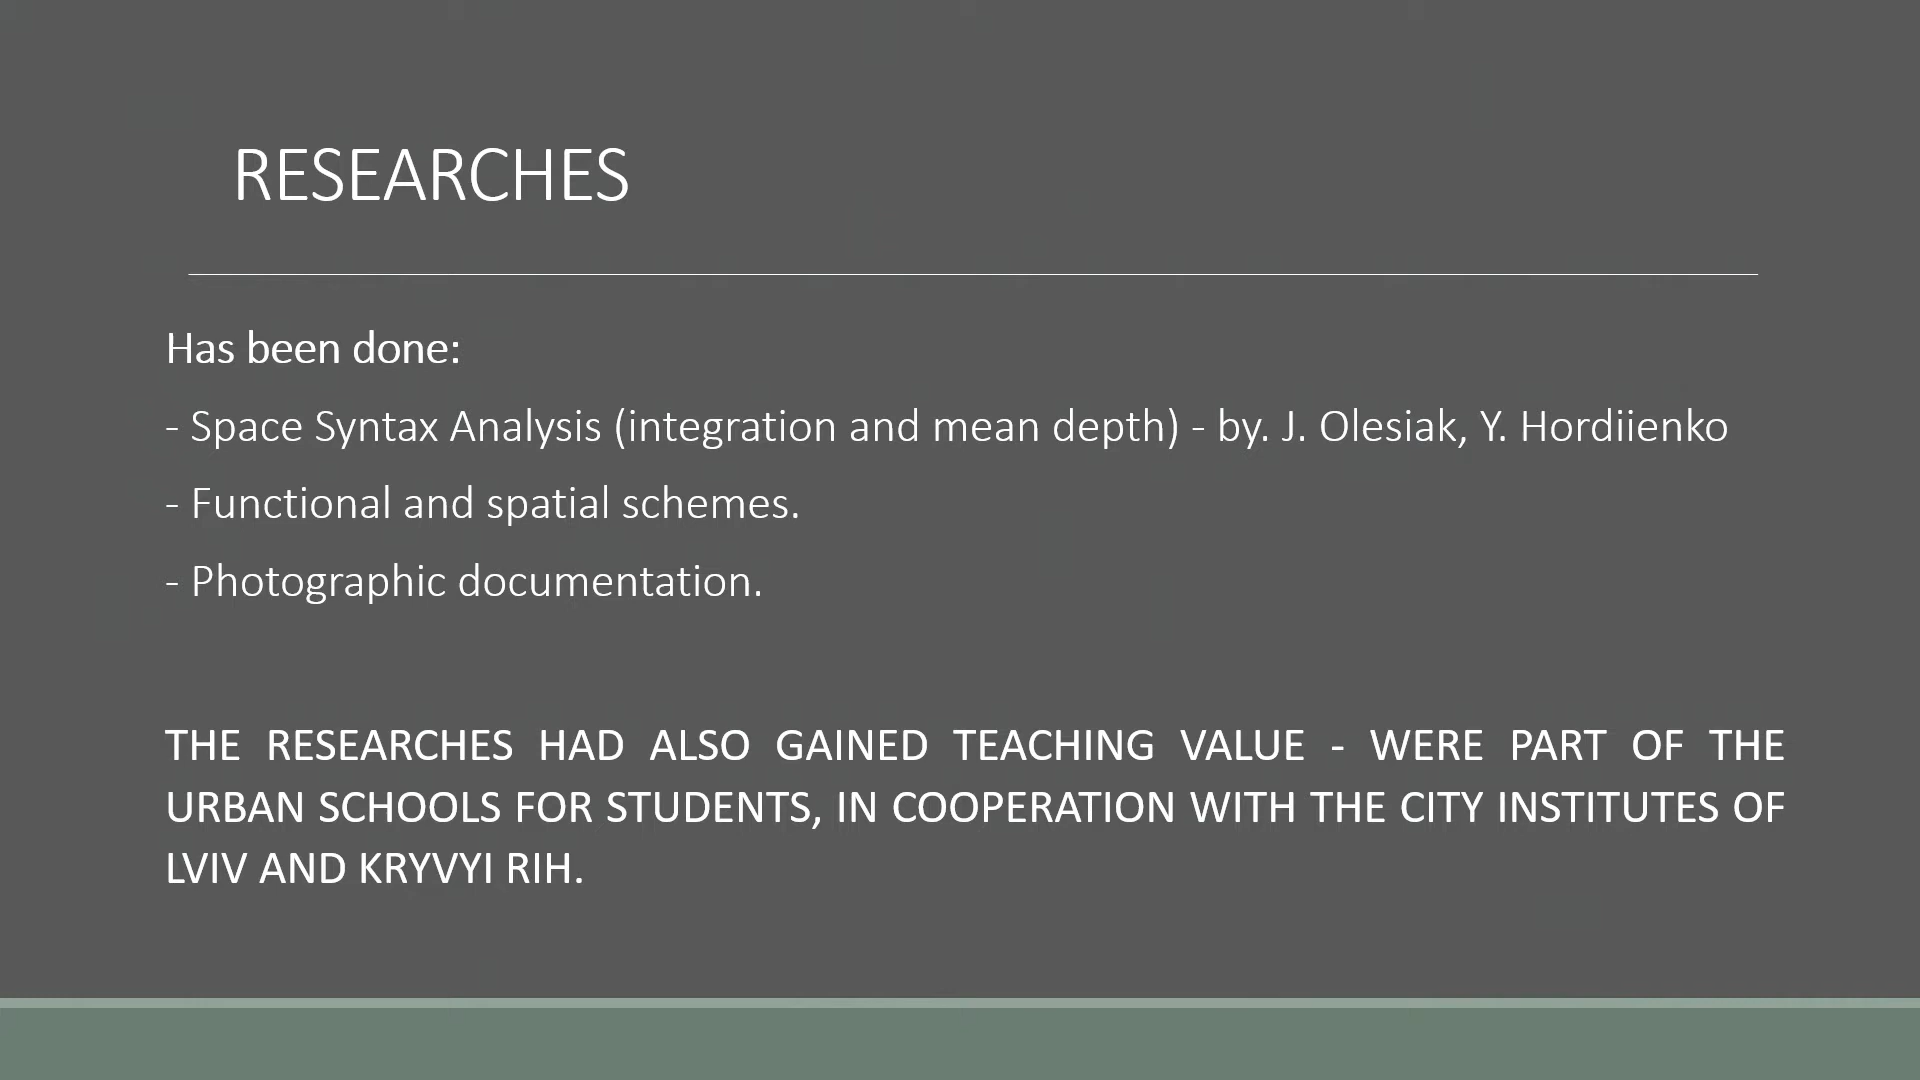 RESEARCHES
Has been done:
- Space Syntax Analysis (integration and mean depth) - by. J. Olesiak, Y. Hordiienko
- Functional and spatial schemes.
- Photographic documentation.
THE RESEARCHES HAD ALSO GAINED TEACHING VALUE - WERE PART OF THE
URBAN SCHOOLS FOR STUDENTS, IN COOPERATION WITH THE CITY INSTITUTES OF
LVIV AND KRYVYI RIH.